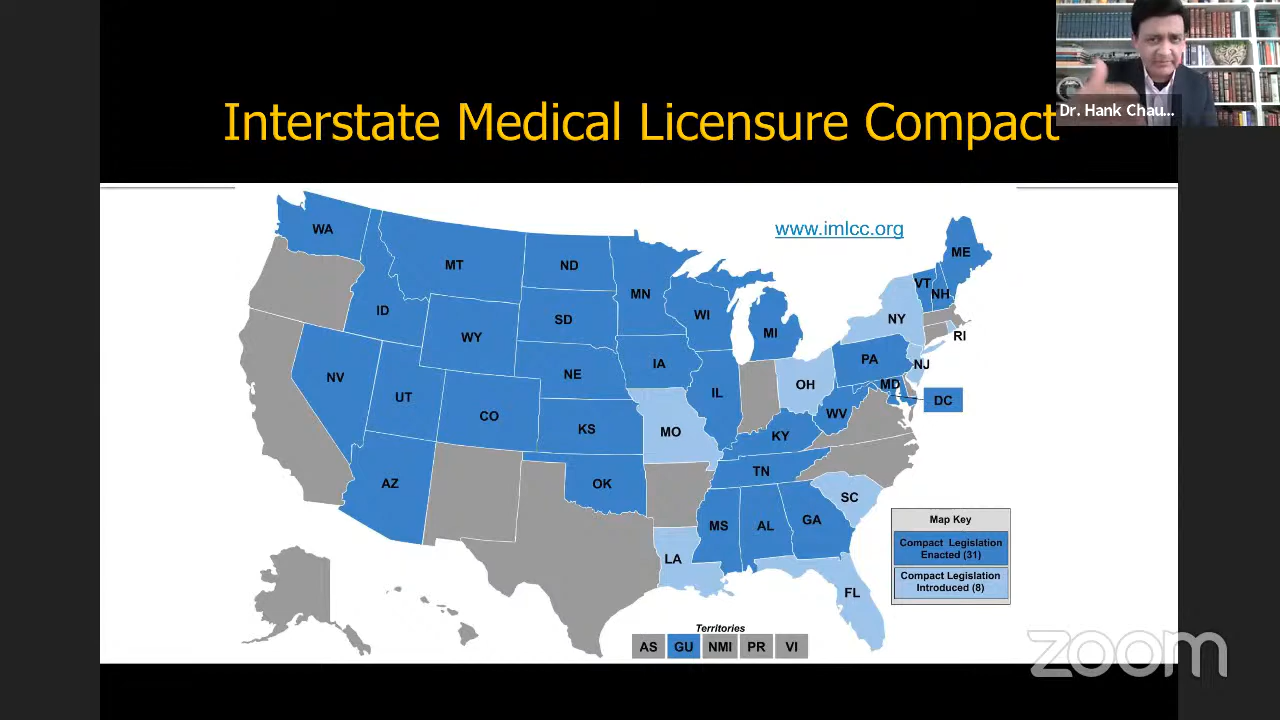 Dr. Hank Chau...
Interstate Medical Licensure Compact
www.imlcc.org
WA
MT
ND
MN
ME
VT
NH
ID
SD
WI
MI
NY
RI
WY
IA
PA
NJ
NV
UT
CO
NE
IL
OH
MD
DC
KS
MO
WV
KY
AZ
OK
TN
SC
MS
AL
GA
LA
FL
Map Key
Compact Legislation
Enacted (31)
Compact Legislation
Introduced (8)
Territories
AS GU NMI PR VI
zoom